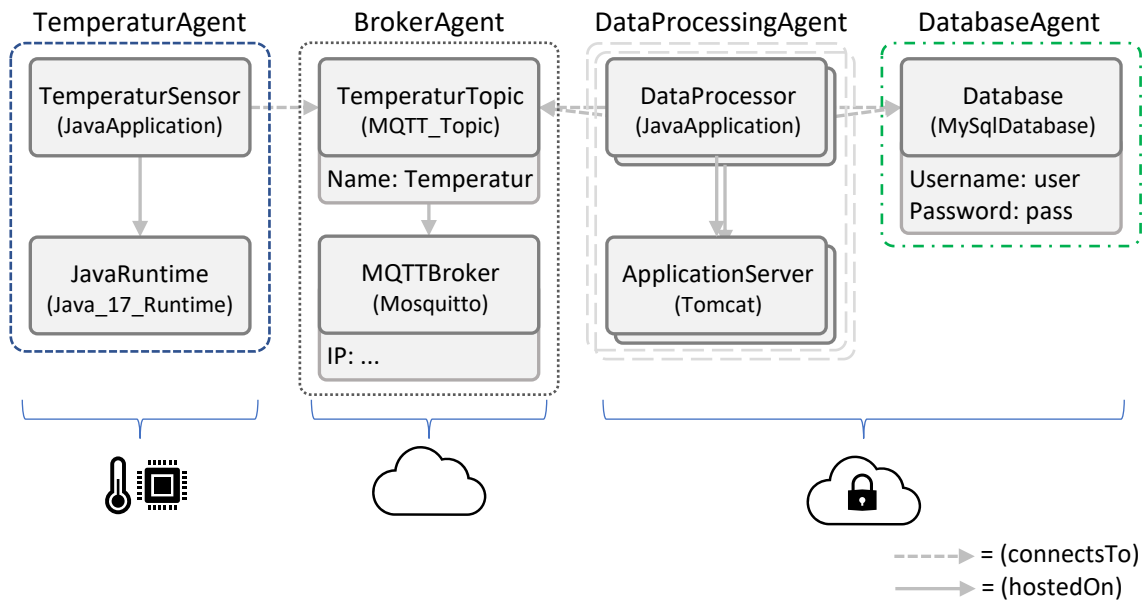 TemperaturAgent
BrokerAgent
DataProcessingAgent
DatabaseAgent
TemperaturSensor
(JavaApplication)
TemperaturTopic
(MQTT_Topic)
Name: Temperatur
DataProcessor
(JavaApplication)
Database
(MySqlDatabase)
Username: user
Password: pass
JavaRuntime
(Java_17_Runtime)
MQTTBroker
(Mosquitto)
IP: ...
ApplicationServer
(Tomcat)
= (connectsTo)
= (hostedOn)